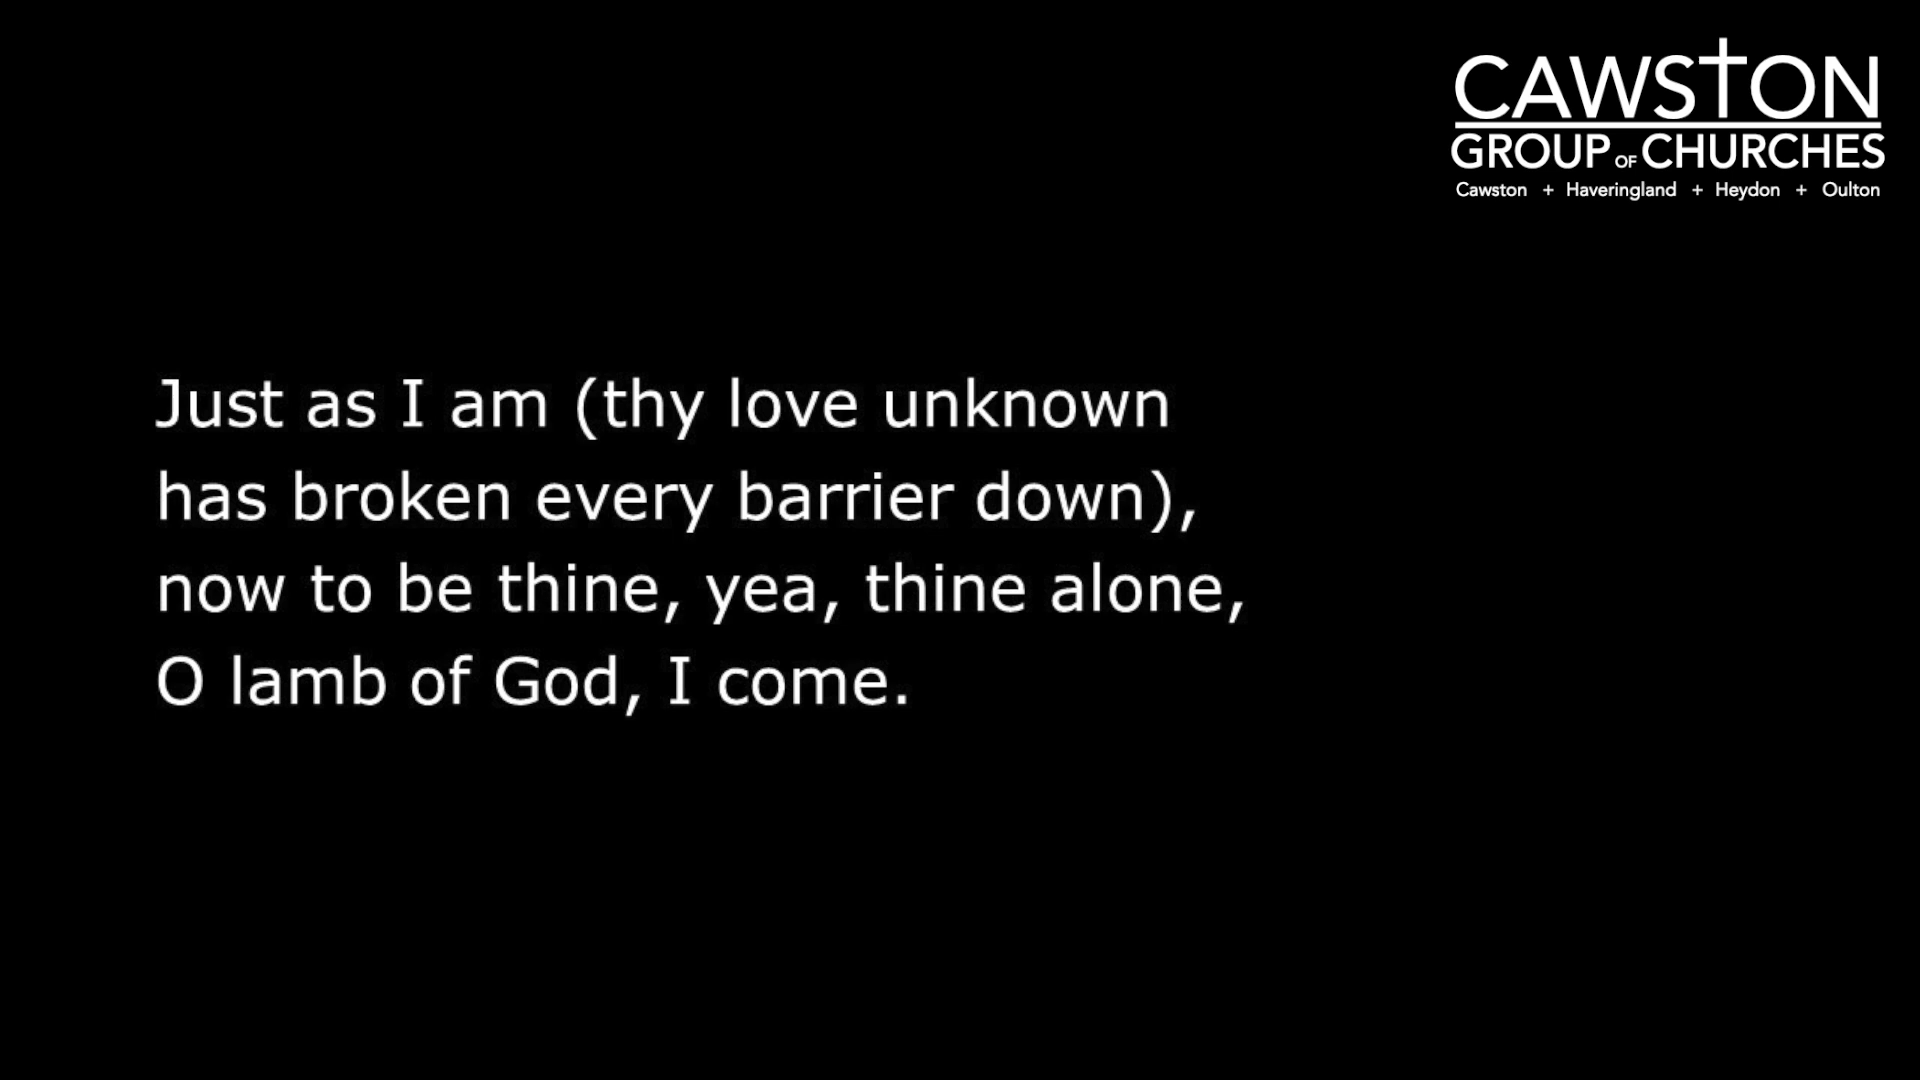 CAWSTON
GROUP OF CHURCHES
Cawston + Haveringland + Heydon + Oulton
Just as I am (thy love unknown
has broken every barrier down),
now to be thine, yea, thine alone,
O lamb of God, I come.